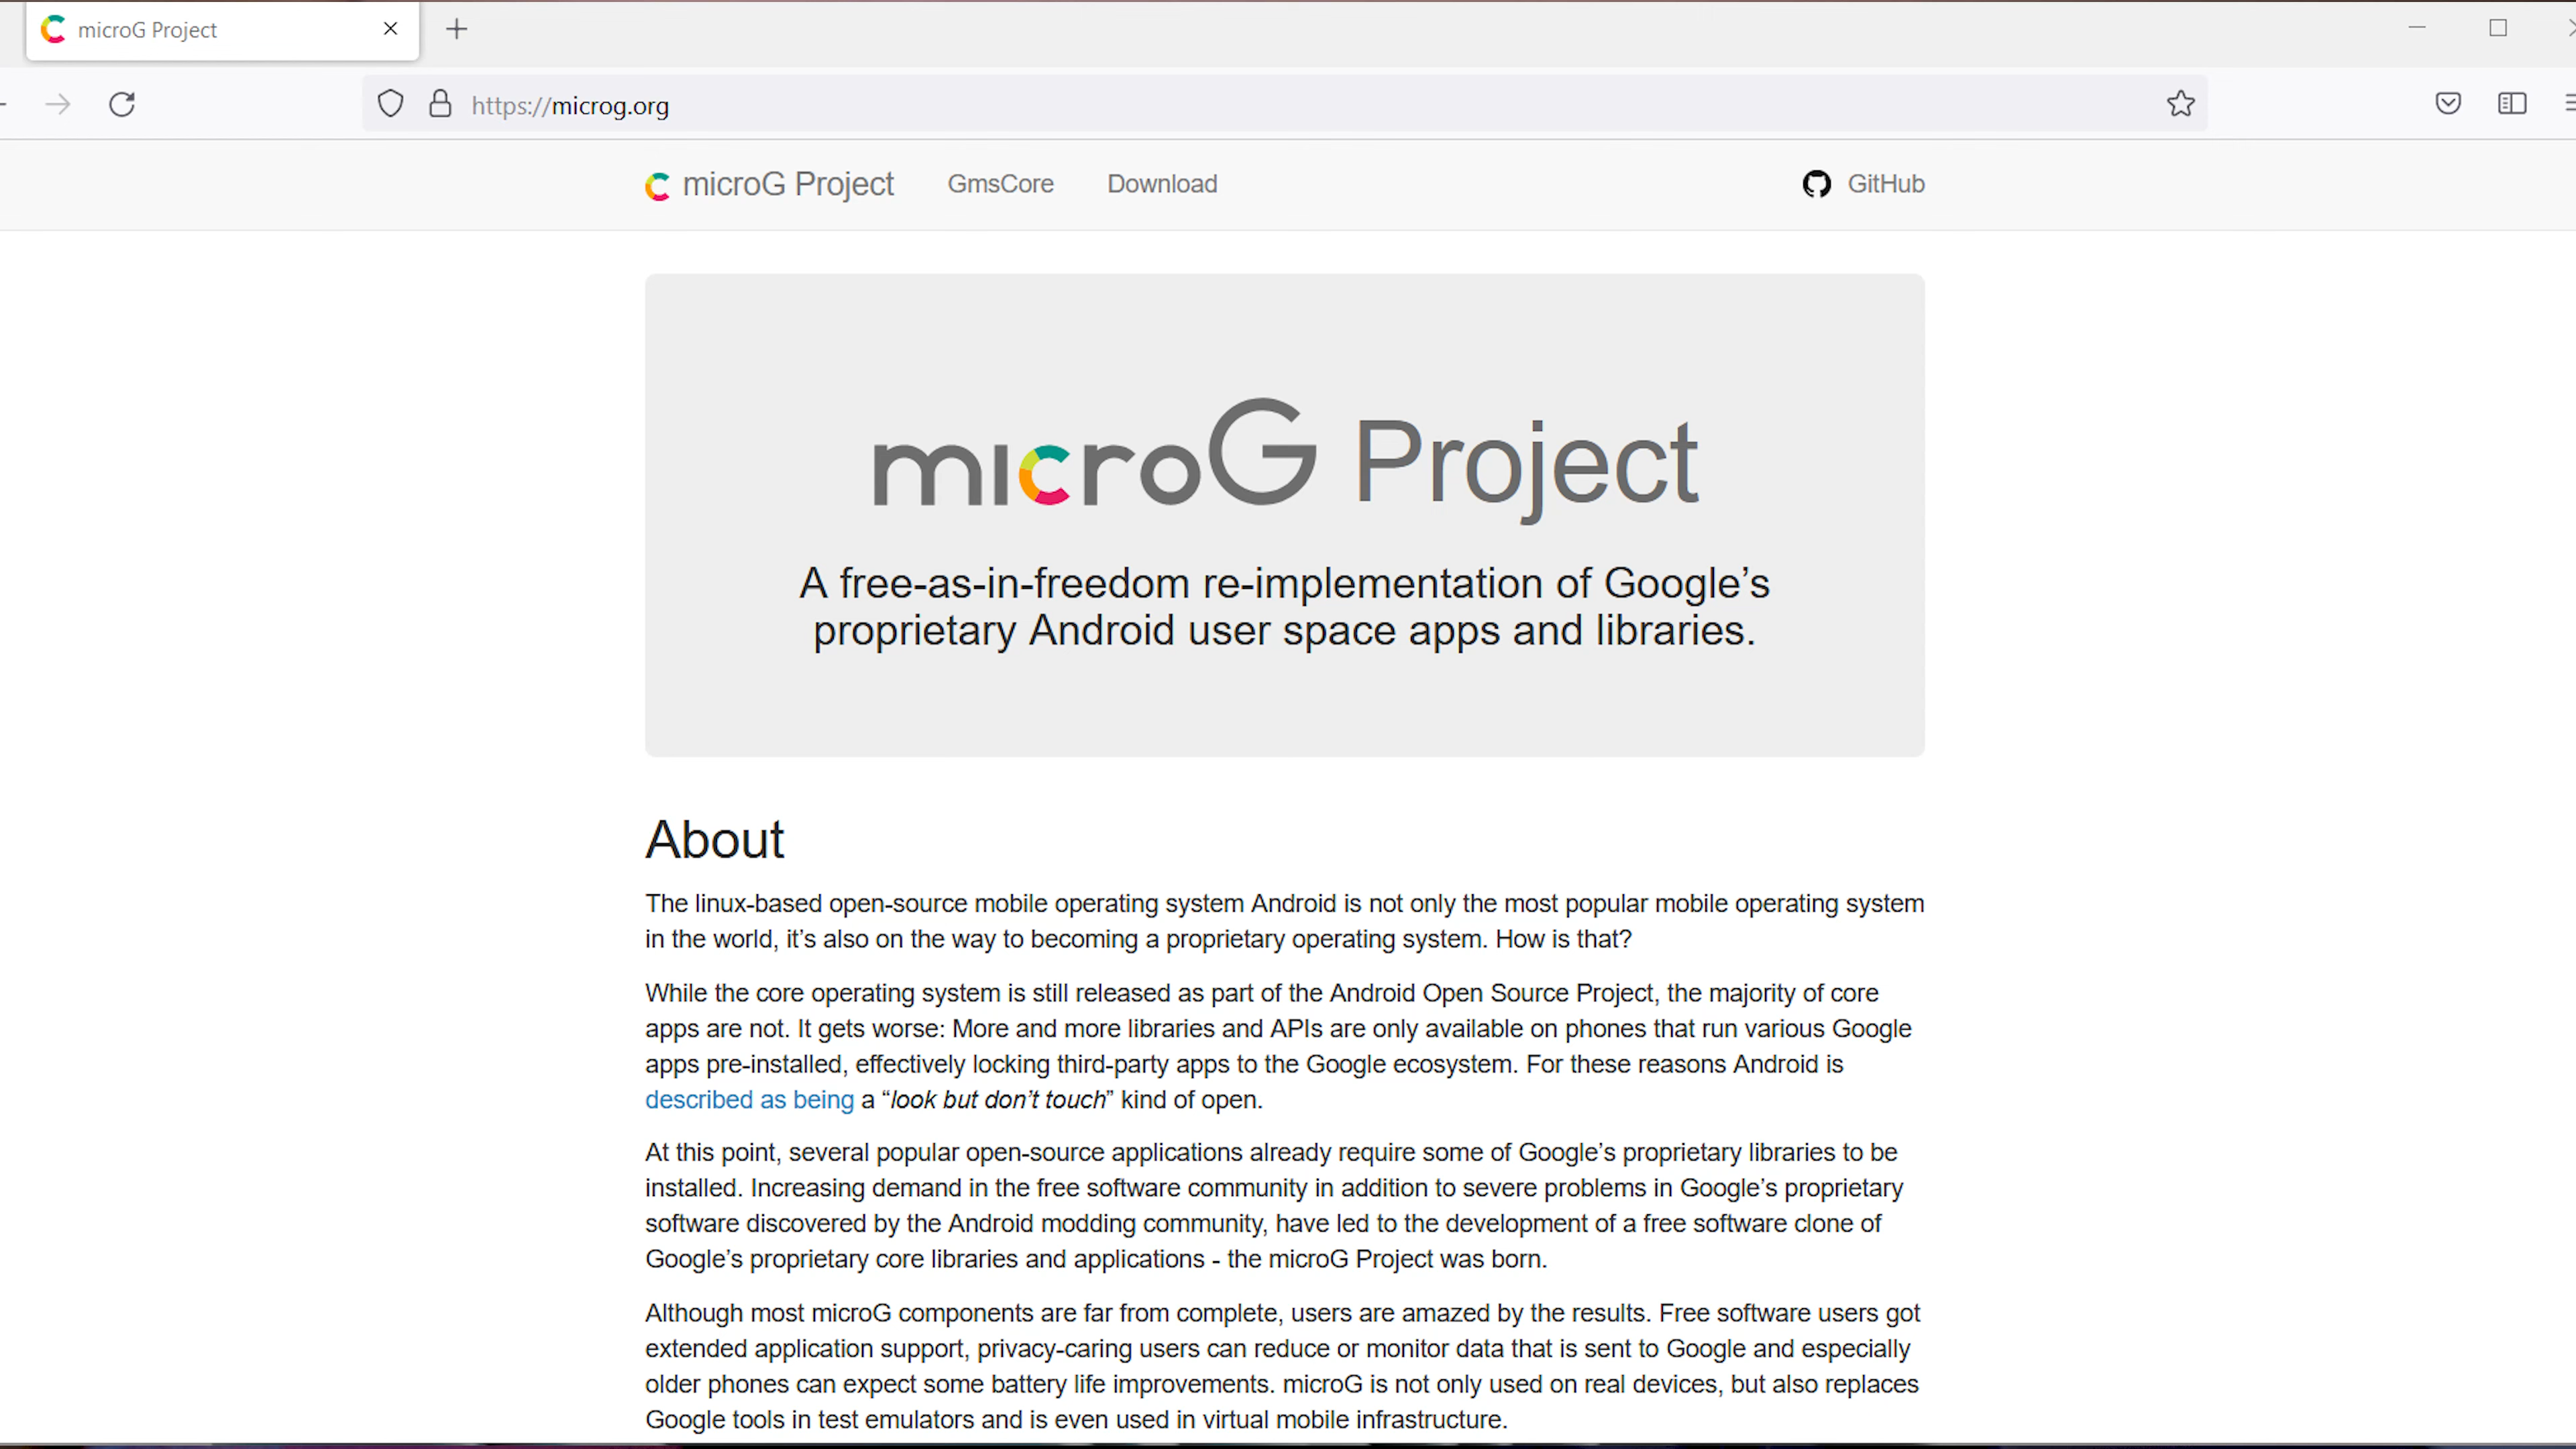 microG Project
https://microg.org
microG Project GmsCore Download GitHub
microG Project
A free-as-in-freedom re-implementation of Google’s
proprietary Android user space apps and libraries.
About
The linux-based open-source mobile operating system Android is not only the most popular mobile operating system
in the world, it’s also on the way to becoming a proprietary operating system. How is that?
While the core operating system is still released as part of the Android Open Source Project, the majority of core
apps are not. It gets worse: More and more libraries and APIs are only available on phones that run various Google
apps pre-installed, effectively locking third-party apps to the Google ecosystem. For these reasons Android is
described as being a “look but don’t touch” kind of open.
At this point, several popular open-source applications already require some of Google’s proprietary libraries to be
installed. Increasing demand in the free software community in addition to severe problems in Google’s proprietary
software discovered by the Android modding community, have led to the development of a free software clone of
Google’s proprietary core libraries and applications - the microG Project was born.
Although most microG components are far from complete, users are amazed by the results. Free software users got
extended application support, privacy-caring users can reduce or monitor data that is sent to Google and especially
older phones can expect some battery life improvements. microG is not only used on real devices, but also replaces
Google tools in test emulators and is even used in virtual mobile infrastructure.